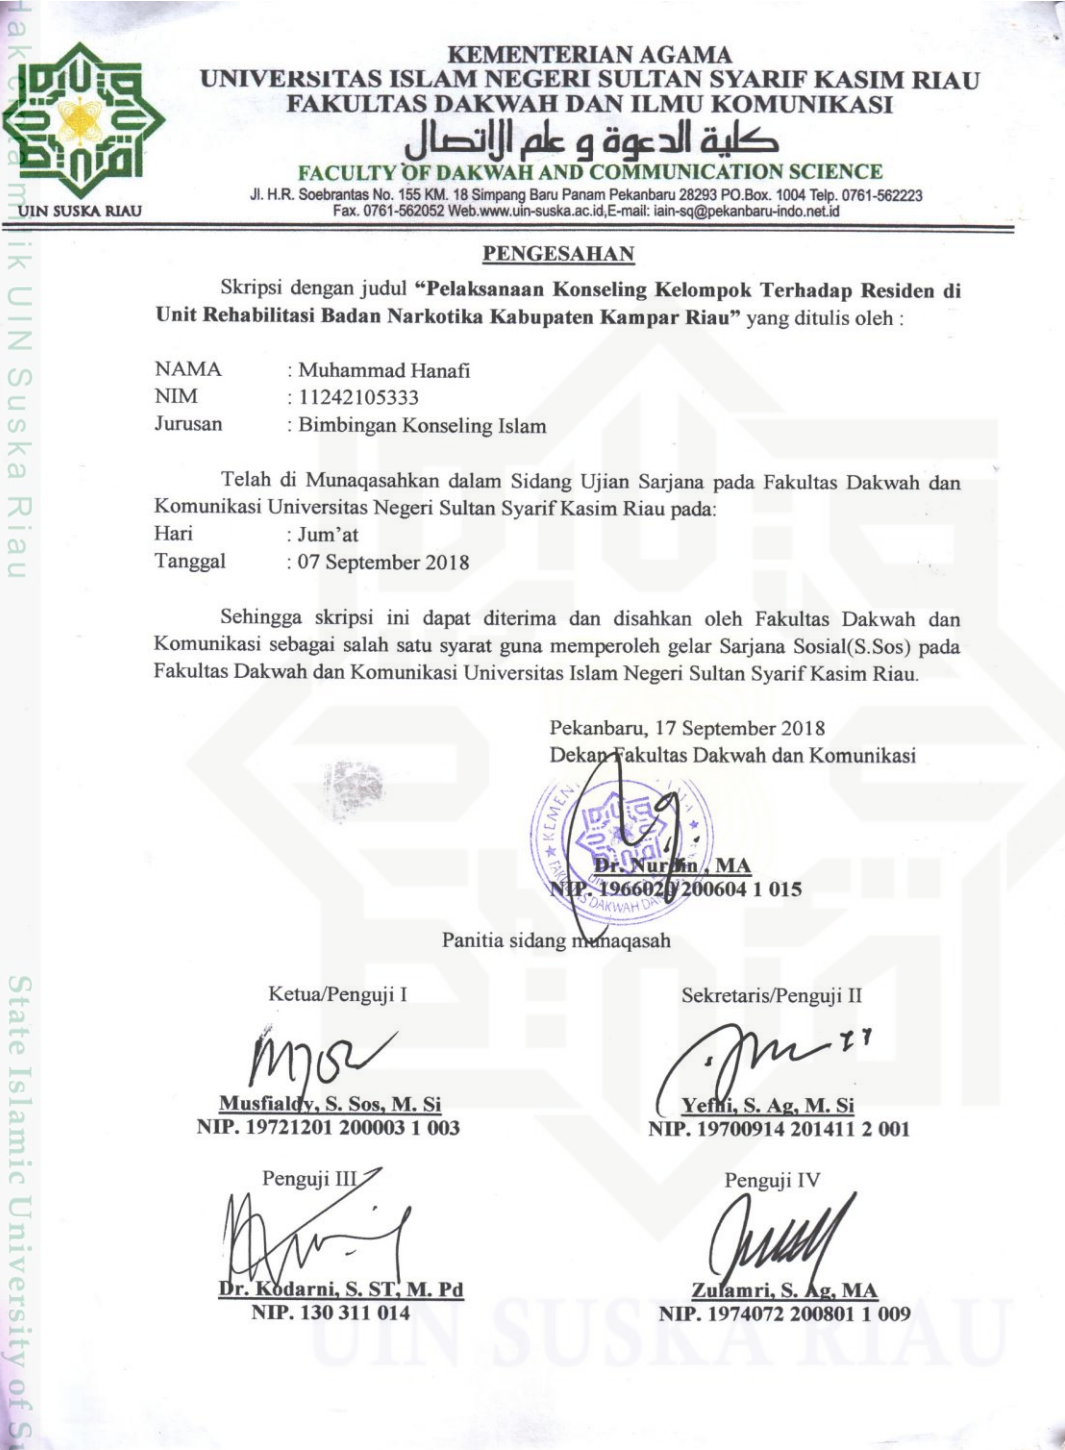 KEMENTERIAN AGAMA
UNIVERSITAS ISLAM NEGERI SULTAN SYARIF KASIM RIAU
FAKULTAS DAKWAH DAN ILMU KOMUNIKASI
كلية الدعوة و علم الاتصال
FACULTY OF DAKWAH AND COMMUNICATION SCIENCE
Jl. H.R. Soebrantas No. 155 KM. 18 Simpang Baru Panam Pekanbaru 28293 PO.Box. 1004 Telp. 0761-562223
Fax. 0761-562052 Web.www.uin-suska.ac.id,E-mail: iain-sq@pekanbaru-indo.net.id
UIN SUSKA RIAU
PENGESAHAN
Skripsi dengan judul “Pelaksanaan Konseling Kelompok Terhadap Residen di
Unit Rehabilitasi Badan Narkotika Kabupaten Kampar Riau” yang ditulis oleh :
NAMA : Muhammad Hanafi
NIM : 11242105333
Jurusan : Bimbingan Konseling Islam
Telah di Munaqasahkan dalam Sidang Ujian Sarjana pada Fakultas Dakwah dan
Komunikasi Universitas Negeri Sultan Syarif Kasim Riau pada:
Hari : Jum’at
Tanggal : 07 September 2018
Sehingga skripsi ini dapat diterima dan disahkan oleh Fakultas Dakwah dan
Komunikasi sebagai salah satu syarat guna memperoleh gelar Sarjana Sosial(S.Sos) pada
Fakultas Dakwah dan Komunikasi Universitas Islam Negeri Sultan Syarif Kasim Riau.
Pekanbaru, 17 September 2018
Dekan Fakultas Dakwah dan Komunikasi
Dr. Nurdin , MA
NIP. 1966020 200604 1 015
Panitia sidang munaqasah
Ketua/Penguji I
Sekretaris/Penguji II
Musfialdy, S. Sos, M. Si
NIP. 19721201 200003 1 003
Yefni, S. Ag, M. Si
NIP. 19700914 201411 2 001
Penguji III
Penguji IV
Dr. Kodarni, S. ST, M. Pd
NIP. 130 311 014
Zulamri, S. Ag, MA
NIP. 1974072 200801 1 009
UIN SUSKA RIAU
Hak cipta milik UIN Suska Riau
State Islamic University of